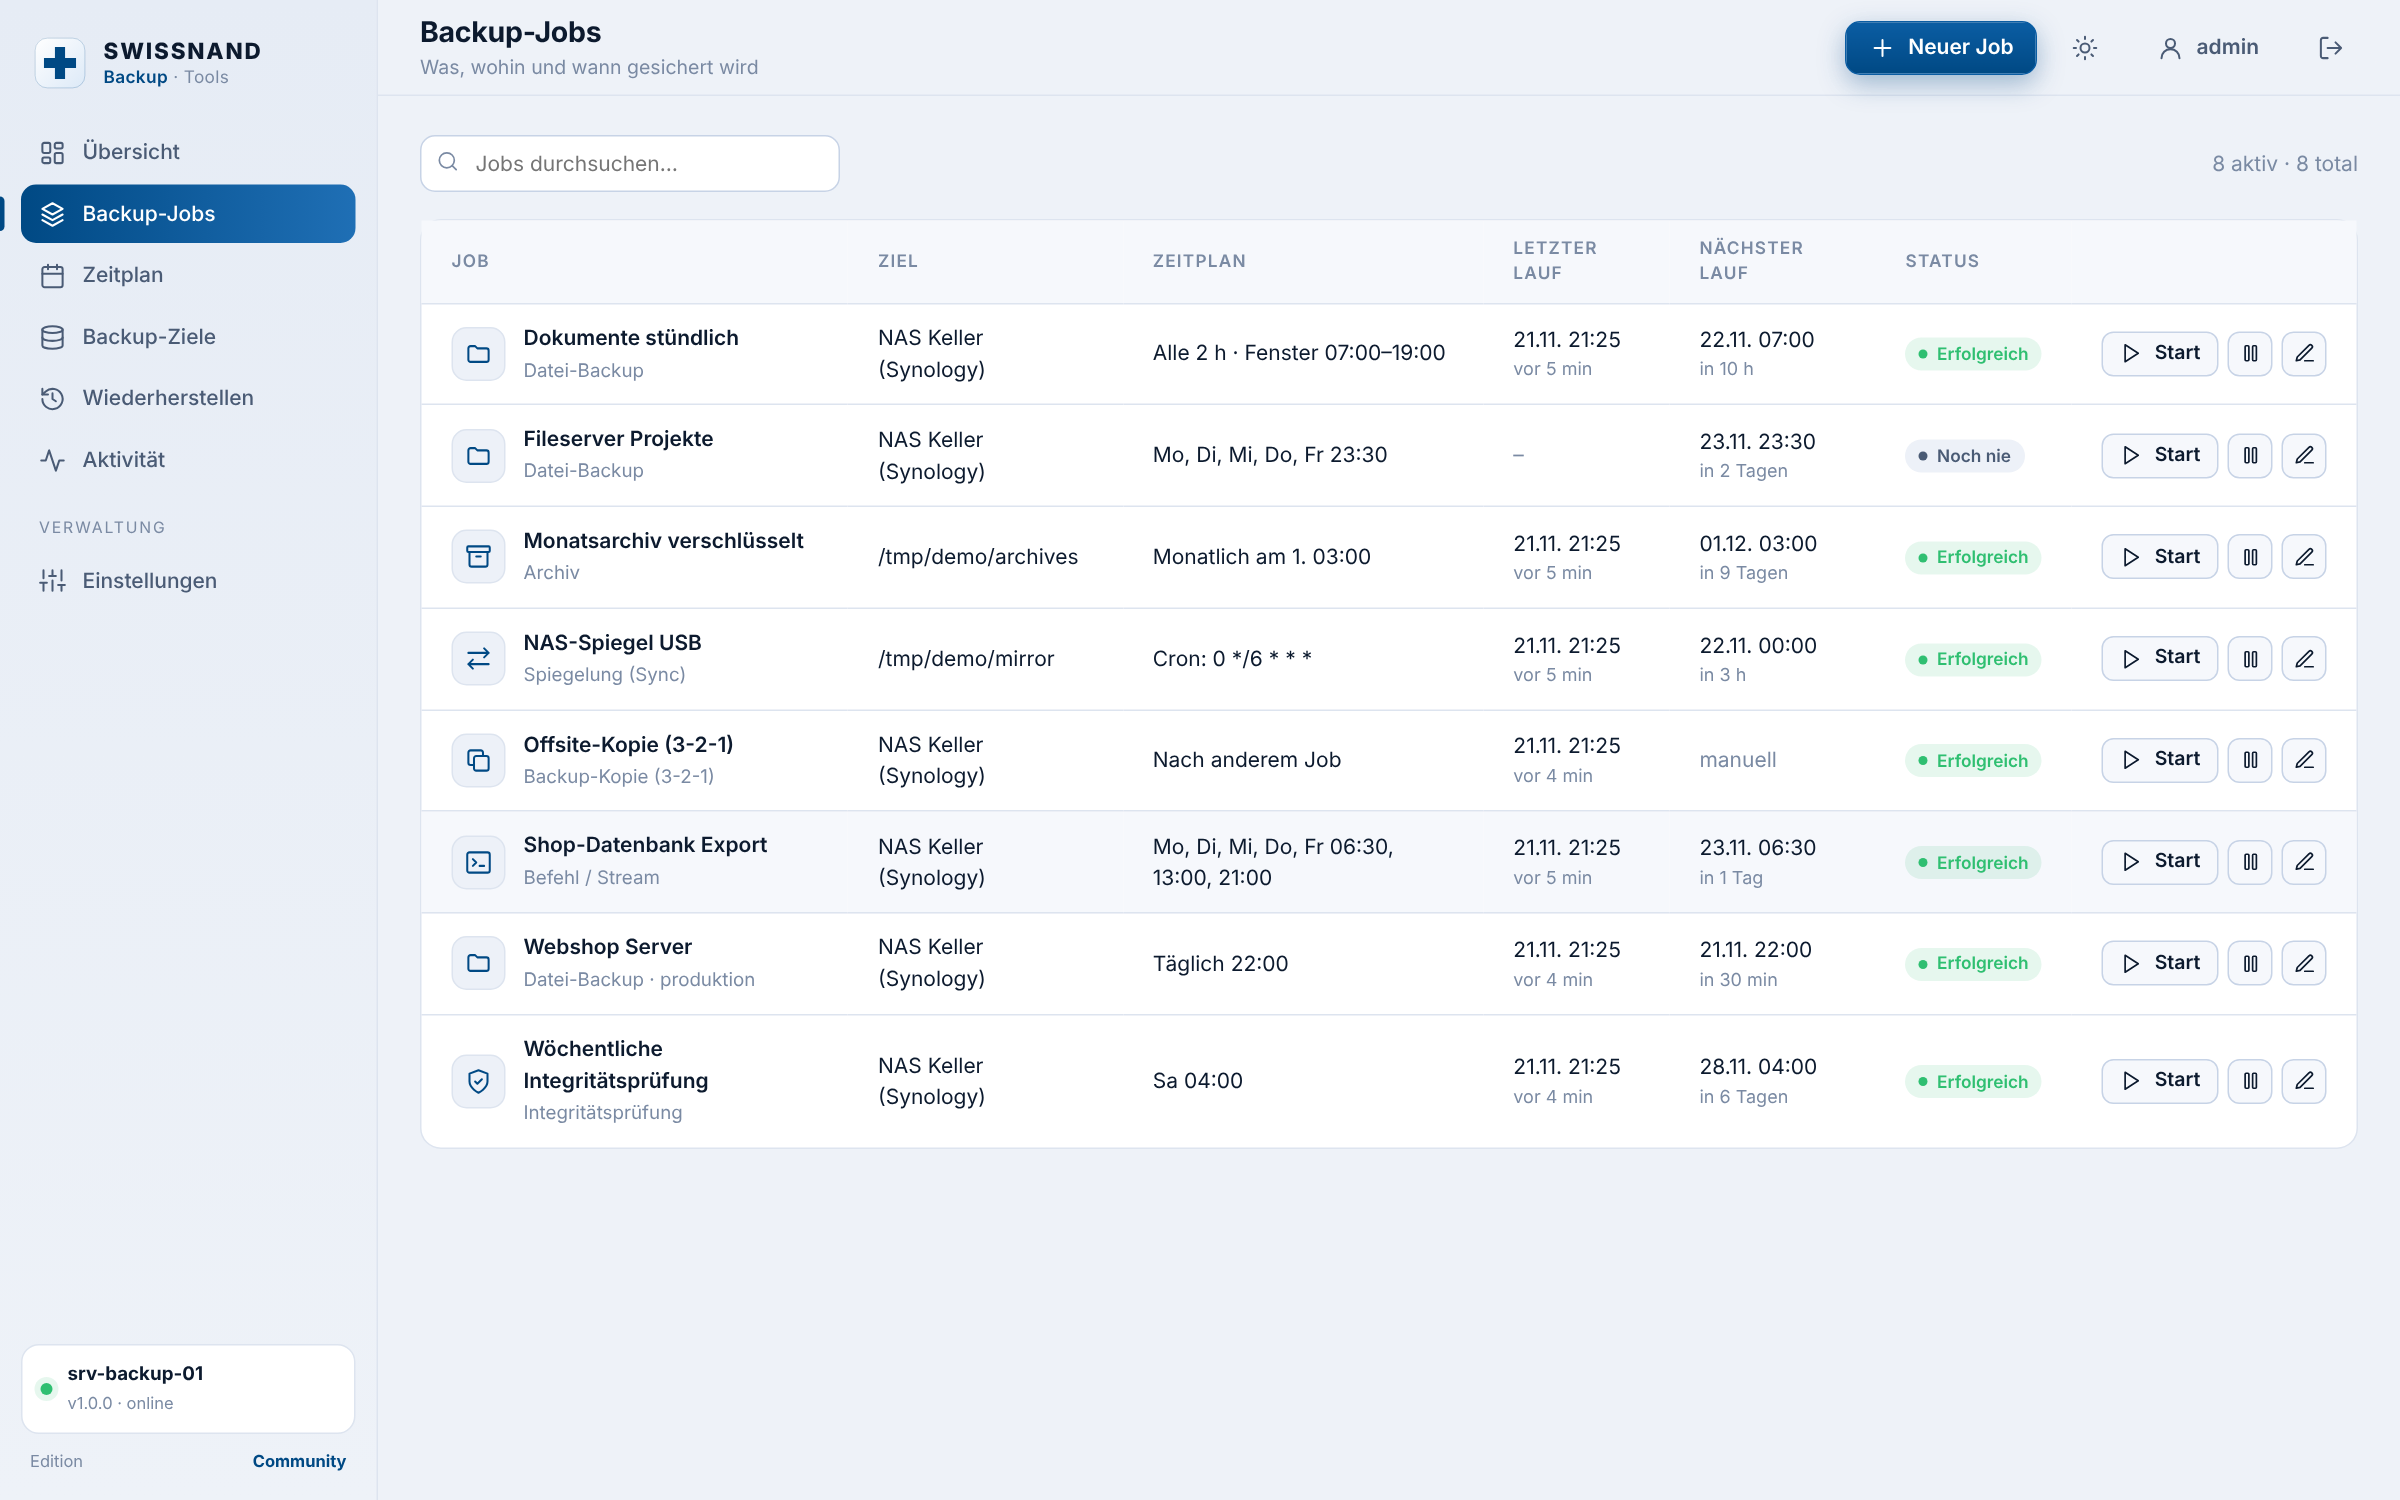 SWISSNAND
Backup · Tools
Übersicht
Backup-Jobs
Zeitplan
Backup-Ziele
Wiederherstellen
Aktivität
VERWALTUNG
Einstellungen
srv-backup-01
v1.0.0 · online
Edition Community
Backup-Jobs
Was, wohin und wann gesichert wird
Neuer Job admin
Jobs durchsuchen...
8 aktiv · 8 total
JOB ZIEL ZEITPLAN LETZTER LAUF NÄCHSTER LAUF STATUS
Dokumente stündlich
Datei-Backup
NAS Keller
(Synology)
Alle 2 h · Fenster 07:00–19:00
21.11. 21:25
vor 5 min
22.11. 07:00
in 10 h
Erfolgreich
Start
Fileserver Projekte
Datei-Backup
NAS Keller
(Synology)
Mo, Di, Mi, Do, Fr 23:30
–
23.11. 23:30
in 2 Tagen
Noch nie
Start
Monatsarchiv verschlüsselt
Archiv
/tmp/demo/archives
Monatlich am 1. 03:00
21.11. 21:25
vor 5 min
01.12. 03:00
in 9 Tagen
Erfolgreich
Start
NAS-Spiegel USB
Spiegelung (Sync)
/tmp/demo/mirror
Cron: 0 */6 * * *
21.11. 21:25
vor 5 min
22.11. 00:00
in 3 h
Erfolgreich
Start
Offsite-Kopie (3-2-1)
Backup-Kopie (3-2-1)
NAS Keller
(Synology)
Nach anderem Job
21.11. 21:25
vor 4 min
manuell
Erfolgreich
Start
Shop-Datenbank Export
Befehl / Stream
NAS Keller
(Synology)
Mo, Di, Mi, Do, Fr 06:30,
13:00, 21:00
21.11. 21:25
vor 5 min
23.11. 06:30
in 1 Tag
Erfolgreich
Start
Webshop Server
Datei-Backup · produktion
NAS Keller
(Synology)
Täglich 22:00
21.11. 21:25
vor 4 min
21.11. 22:00
in 30 min
Erfolgreich
Start
Wöchentliche
Integritätsprüfung
Integritätsprüfung
NAS Keller
(Synology)
Sa 04:00
21.11. 21:25
vor 4 min
28.11. 04:00
in 6 Tagen
Erfolgreich
Start